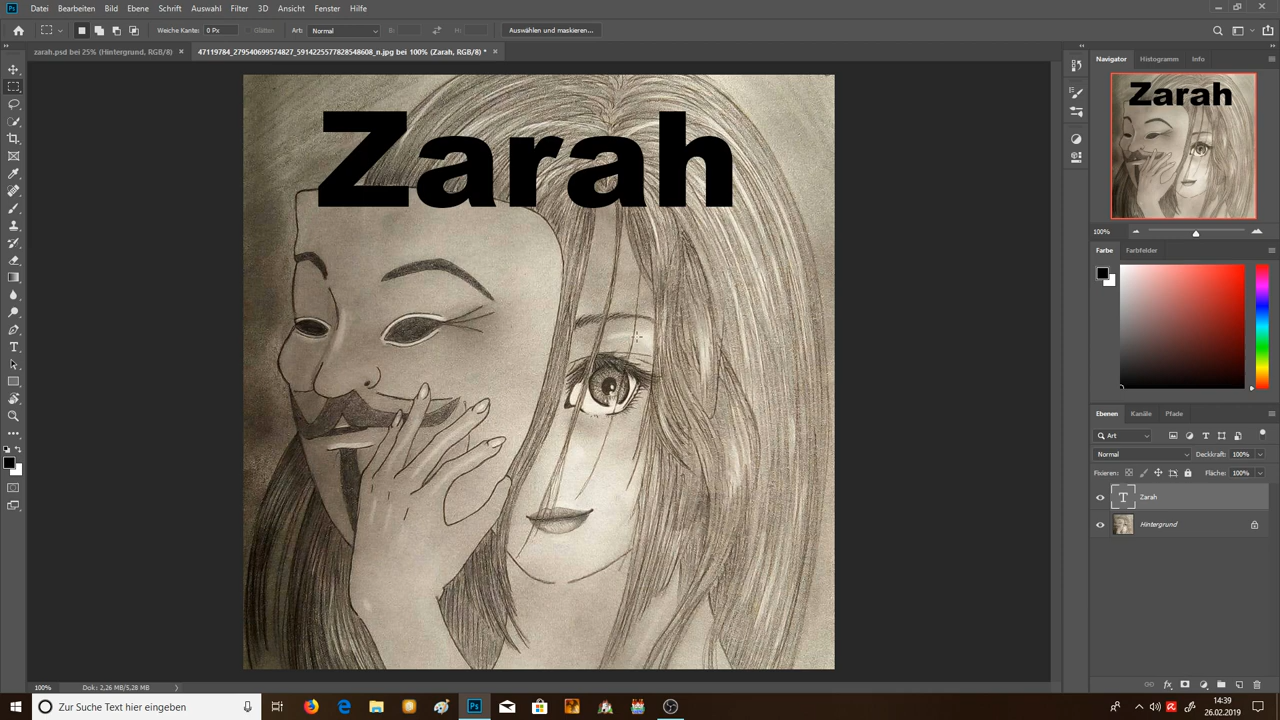 Datei Bearbeiten Bild Ebene Schrift Auswahl Filter 3D Ansicht Fenster Hilfe
Weiche Kante: 0 Px Glätten Art: Normal B: H: Auswählen und maskieren...
zarah.psd bei 25% (Hintergrund, RGB/8) × 47119784_279540699574827_5914225577828548608_n.jpg bei 100% (Zarah, RGB/8) * ×
Navigator Histogramm Info
Zarah
Zarah
100%
Farbe Farbfelder
Ebenen Kanäle Pfade
Art
Normal Deckkraft: 100%
Fixieren: Fläche: 100%
T Zarah
Hintergrund
100% Dok: 2,26 MB/5,28 MB
Zur Suche Text hier eingeben
Ps
14:39
26.02.2019